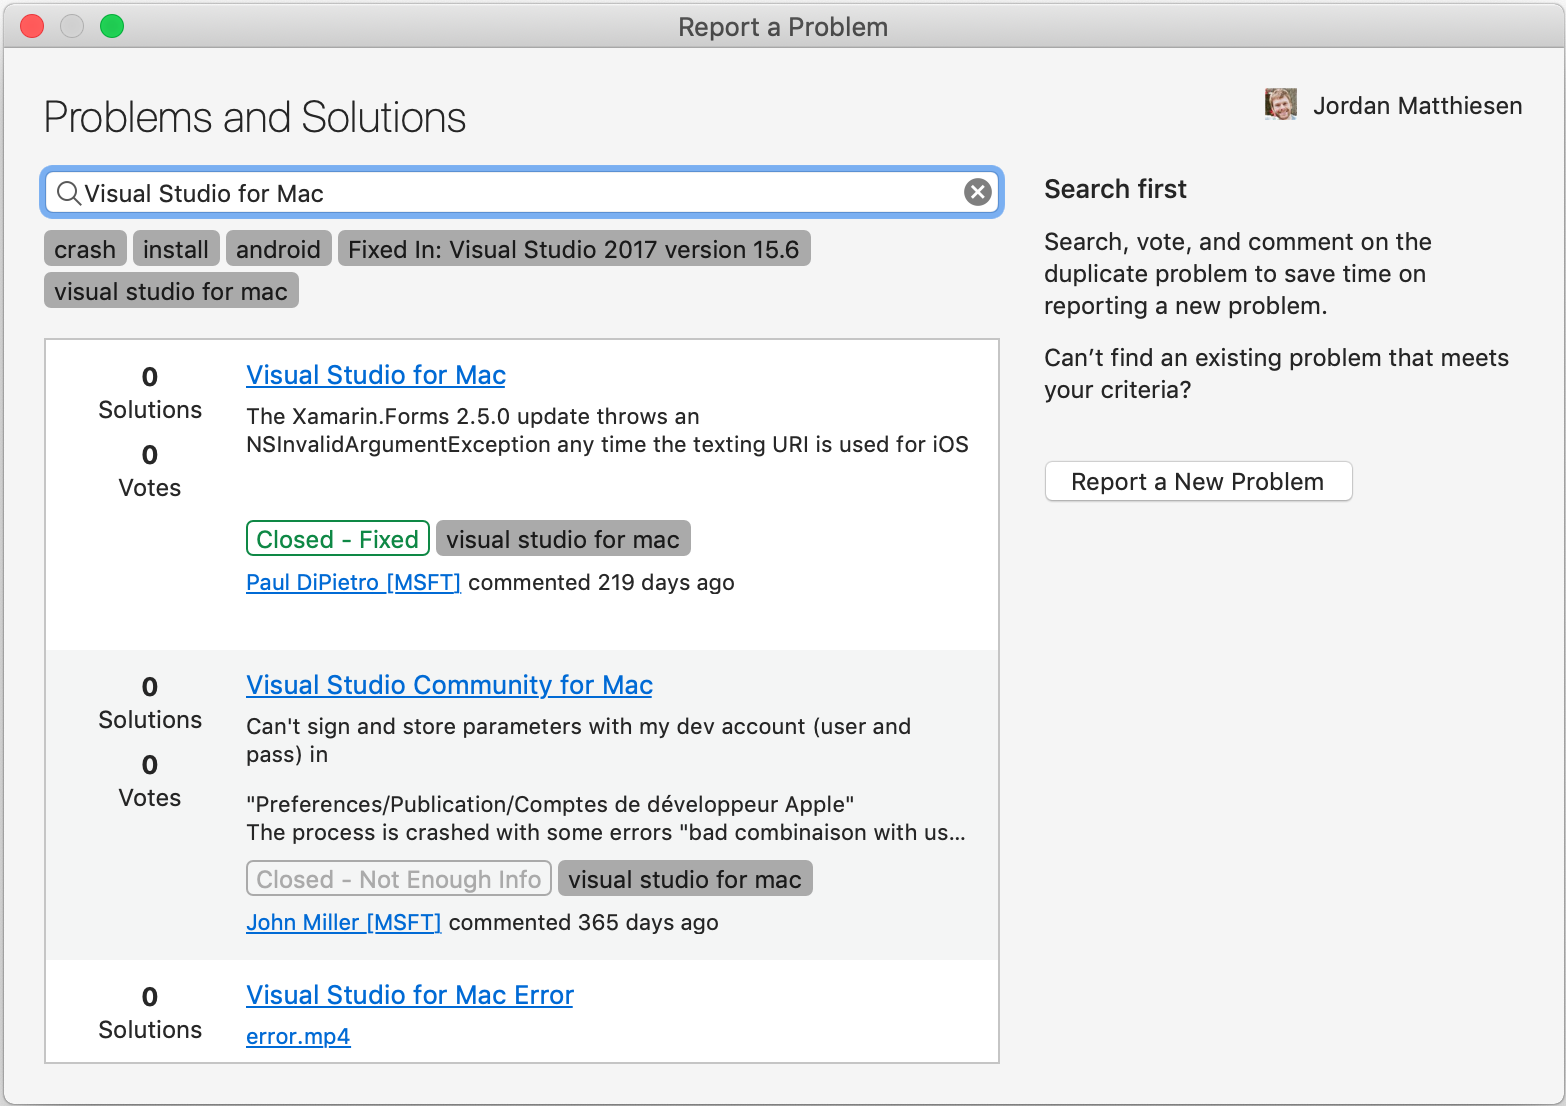 Report a Problem
Problems and Solutions
Jordan Matthiesen
Visual Studio for Mac
crash install android Fixed In: Visual Studio 2017 version 15.6
visual studio for mac
0
Solutions
0
Votes
Visual Studio for Mac
The Xamarin.Forms 2.5.0 update throws an
NSInvalidArgumentException any time the texting URI is used for iOS
Closed - Fixed visual studio for mac
Paul DiPietro [MSFT] commented 219 days ago
0
Solutions
0
Votes
Visual Studio Community for Mac
Can't sign and store parameters with my dev account (user and
pass) in
"Preferences/Publication/Comptes de développeur Apple"
The process is crashed with some errors "bad combinaison with us...
Closed - Not Enough Info visual studio for mac
John Miller [MSFT] commented 365 days ago
0
Solutions
Visual Studio for Mac Error
error.mp4
Search first
Search, vote, and comment on the
duplicate problem to save time on
reporting a new problem.
Can’t find an existing problem that meets
your criteria?
Report a New Problem